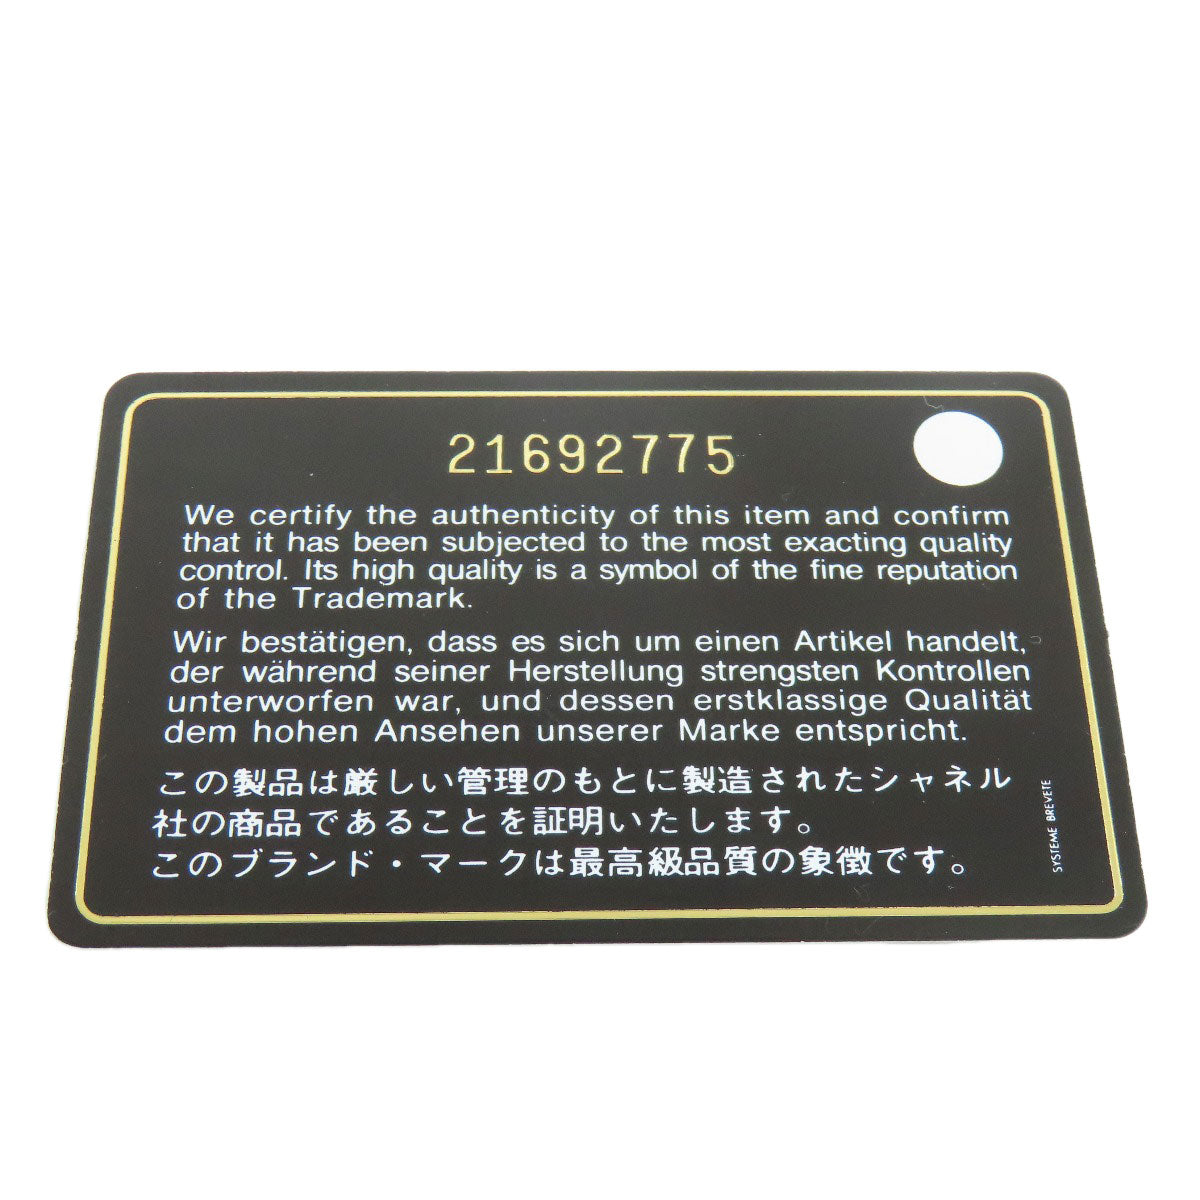 21692775
We certify the authenticity of this item and confirm
that it has been subjected to the most exacting quality
control. Its high quality is a symbol of the fine reputation
of the Trademark.
Wir bestätigen, dass es sich um einen Artikel handelt,
der während seiner Herstellung strengsten Kontrollen
unterworfen war, und dessen erstklassige Qualität
dem hohen Ansehen unserer Marke entspricht.
この製品は厳しい管理のもとに製造されたシャネル
社の商品であることを証明いたします。
このブランド・マークは最高級品質の象徴です。
SYSTEME BREVETE